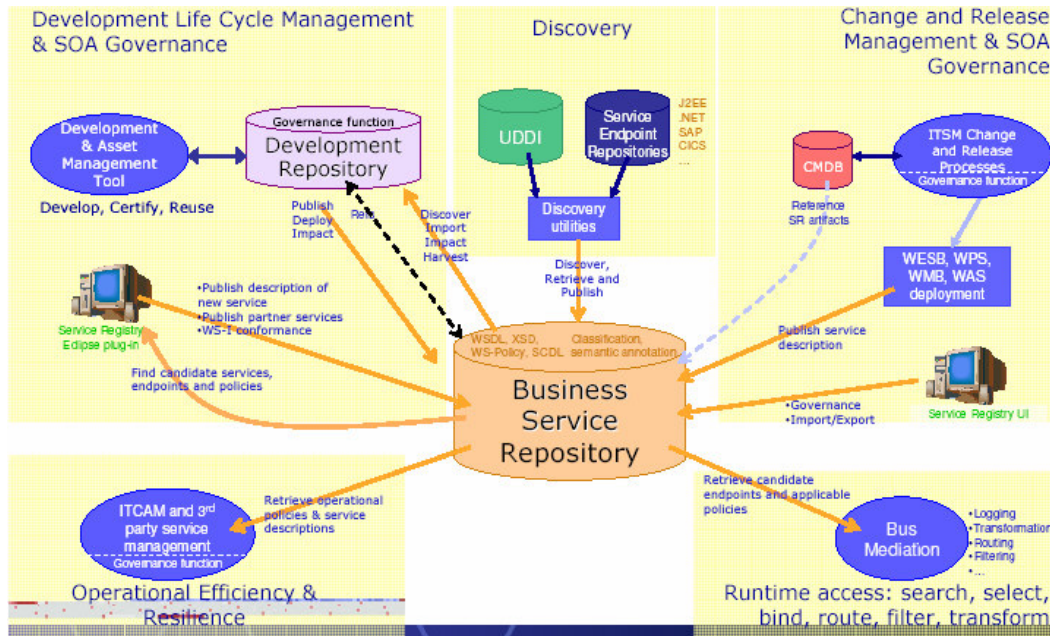 Development Life Cycle Management
& SOA Governance
Development
& Asset
Management
Tool
Develop, Certify, Reuse
Governance function
Development
Repository
Publish
Deploy
Impact
Discover
Import
Impact
Harvest
Service Registry
Eclipse plug-in
•Publish description of
new service
•Publish partner services
•WS-I conformance
Find candidate services,
endpoints and policies
Discovery
UDDI
Service
Endpoint
Repositories
J2EE
.NET
SAP
CICS
...
Discovery
utilities
Discover,
Retrieve and
Publish
Change and Release
Management & SOA
Governance
CMDB
ITSM Change
and Release
Processes
Governance function
Reference
SR artifacts
WESB, WPS,
WMB, WAS
deployment
Publish service
description
•Governance
•Import/Export
Service Registry UI
WSDL, XSD,
WS-Policy, SCDL
Classification,
semantic annotation
Business
Service
Repository
ITCAM and 3rd
party service
management
Governance function
Retrieve operational
policies & service
descriptions
Operational Efficiency &
Resilience
Retrieve candidate
endpoints and applicable
policies
Bus
Mediation
•Logging
•Transformation
•Routing
•Filtering
•...
Runtime access: search, select,
bind, route, filter, transform